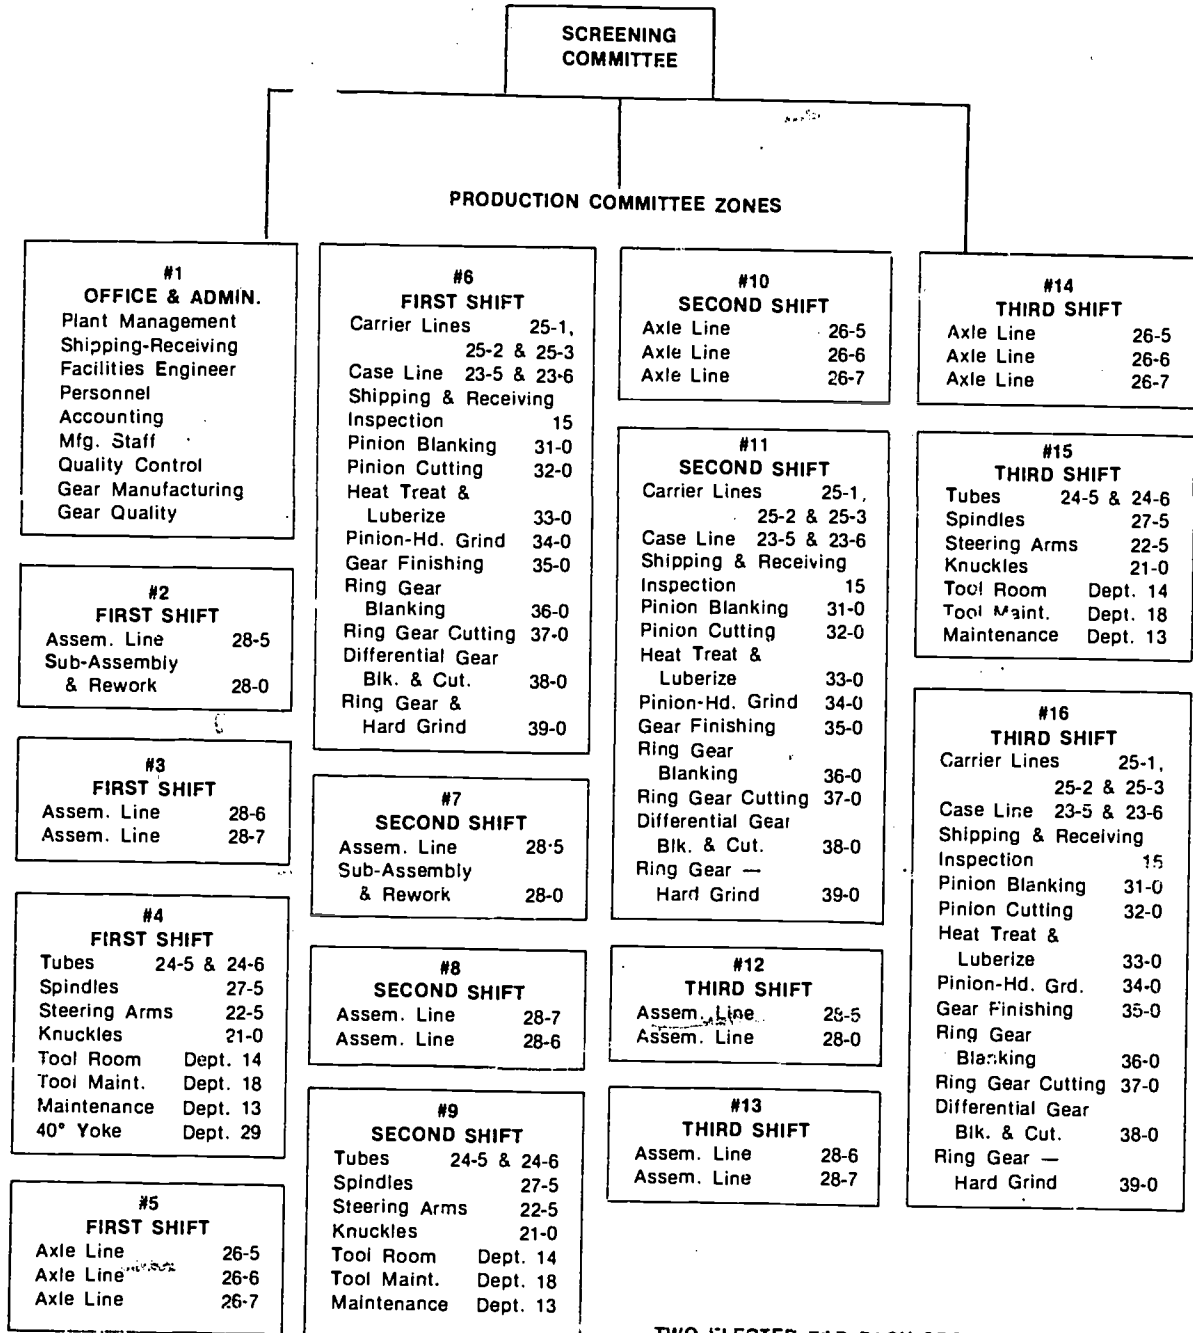 SCREENING
COMMITTEE
PRODUCTION COMMITTEE ZONES
#1
OFFICE & ADMIN.
Plant Management
Shipping-Receiving
Facilities Engineer
Personnel
Accounting
Mfg. Staff
Quality Control
Gear Manufacturing
Gear Quality
#2
FIRST SHIFT
Assem. Line 28-5
Sub-Assembly
& Rework 28-0
#3
FIRST SHIFT
Assem. Line 28-6
Assem. Line 28-7
#4
FIRST SHIFT
Tubes 24-5 & 24-6
Spindles 27-5
Steering Arms 22-5
Knuckles 21-0
Tool Room Dept. 14
Tool Maint. Dept. 18
Maintenance Dept. 13
40° Yoke Dept. 29
#5
FIRST SHIFT
Axle Line 26-5
Axle Line 26-6
Axle Line 26-7
#6
FIRST SHIFT
Carrier Lines 25-1,
25-2 & 25-3
Case Line 23-5 & 23-6
Shipping & Receiving
Inspection 15
Pinion Blanking 31-0
Pinion Cutting 32-0
Heat Treat &
Luberize 33-0
Pinion-Hd. Grind 34-0
Gear Finishing 35-0
Ring Gear
Blanking 36-0
Ring Gear Cutting 37-0
Differential Gear
Blk. & Cut. 38-0
Ring Gear &
Hard Grind 39-0
#7
SECOND SHIFT
Assem. Line 28-5
Sub-Assembly
& Rework 28-0
#8
SECOND SHIFT
Assem. Line 28-7
Assem. Line 28-6
#9
SECOND SHIFT
Tubes 24-5 & 24-6
Spindles 27-5
Steering Arms 22-5
Knuckles 21-0
Tool Room Dept. 14
Tool Maint. Dept. 18
Maintenance Dept. 13
#10
SECOND SHIFT
Axle Line 26-5
Axle Line 26-6
Axle Line 26-7
#11
SECOND SHIFT
Carrier Lines 25-1,
25-2 & 25-3
Case Line 23-5 & 23-6
Shipping & Receiving
Inspection 15
Pinion Blanking 31-0
Pinion Cutting 32-0
Heat Treat &
Luberize 33-0
Pinion-Hd. Grind 34-0
Gear Finishing 35-0
Ring Gear
Blanking 36-0
Ring Gear Cutting 37-0
Differential Gear
Blk. & Cut. 38-0
Ring Gear —
Hard Grind 39-0
#12
THIRD SHIFT
Assem. Line 28-5
Assem. Line 28-0
#13
THIRD SHIFT
Assem. Line 28-6
Assem. Line 28-7
#14
THIRD SHIFT
Axle Line 26-5
Axle Line 26-6
Axle Line 26-7
#15
THIRD SHIFT
Tubes 24-5 & 24-6
Spindles 27-5
Steering Arms 22-5
Knuckles 21-0
Tool Room Dept. 14
Tool Maint. Dept. 18
Maintenance Dept. 13
#16
THIRD SHIFT
Carrier Lines 25-1,
25-2 & 25-3
Case Line 23-5 & 23-6
Shipping & Receiving
Inspection 15
Pinion Blanking 31-0
Pinion Cutting 32-0
Heat Treat &
Luberize 33-0
Pinion-Hd. Grd. 34-0
Gear Finishing 35-0
Ring Gear
Blanking 36-0
Ring Gear Cutting 37-0
Differential Gear
Blk. & Cut. 38-0
Ring Gear —
Hard Grind 39-0
TWO ELECTED FOR EACH